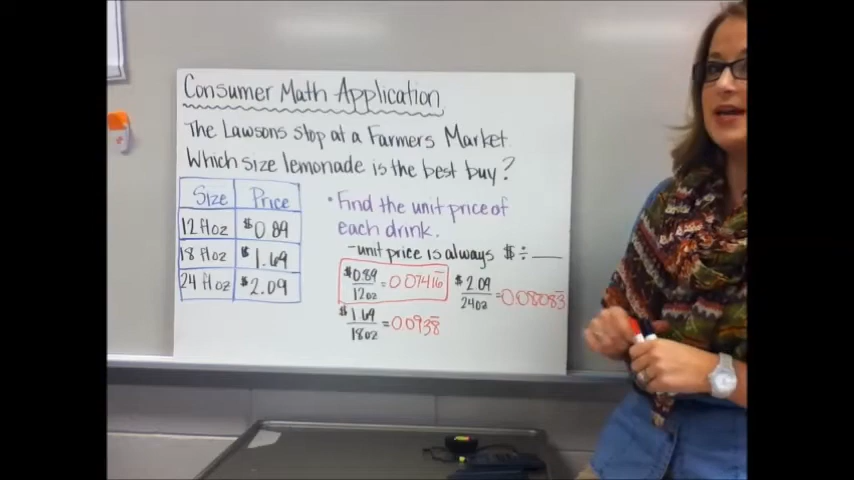 Consumer Math Application
The Lawsons stop at a Farmers Market.
Which size lemonade is the best buy?
Size Price
12 fl oz $0.89
18 fl oz $1.69
24 fl oz $2.09
• Find the unit price of
each drink.
- unit price is always $ ÷ ___
$0.89/12oz = 0.07416̅
$2.09/24oz = 0.08083̅
$1.69/18oz = 0.0938̅